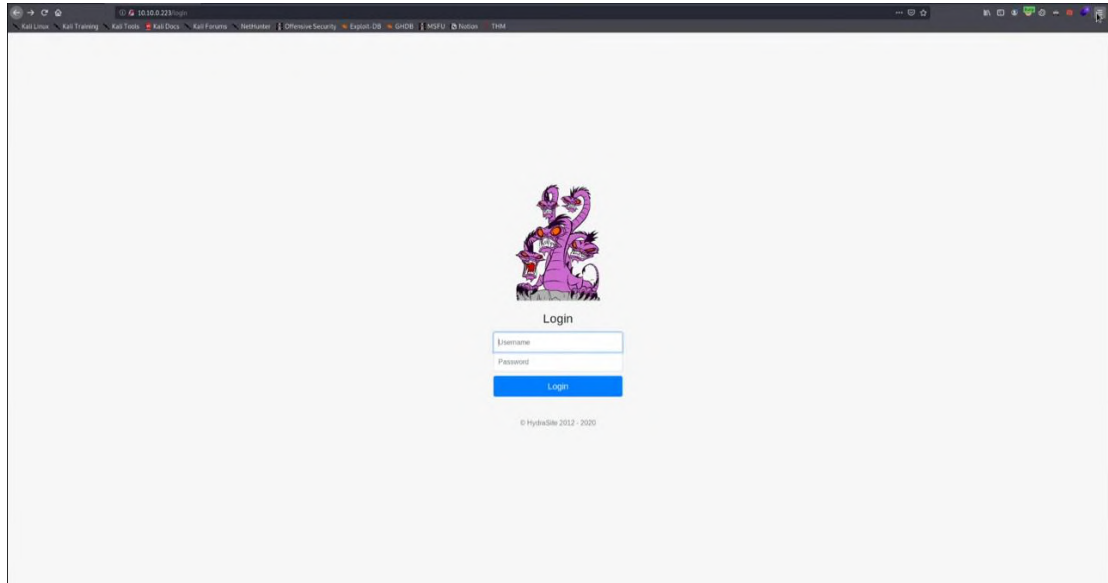 10.10.0.223/login
Kali Linux Kali Training Kali Tools Kali Docs Kali Forums NetHunter Offensive Security Exploit-DB GHDB MSFU Notion THM
Login
Username
Password
Login
© HydraSite 2012 - 2020